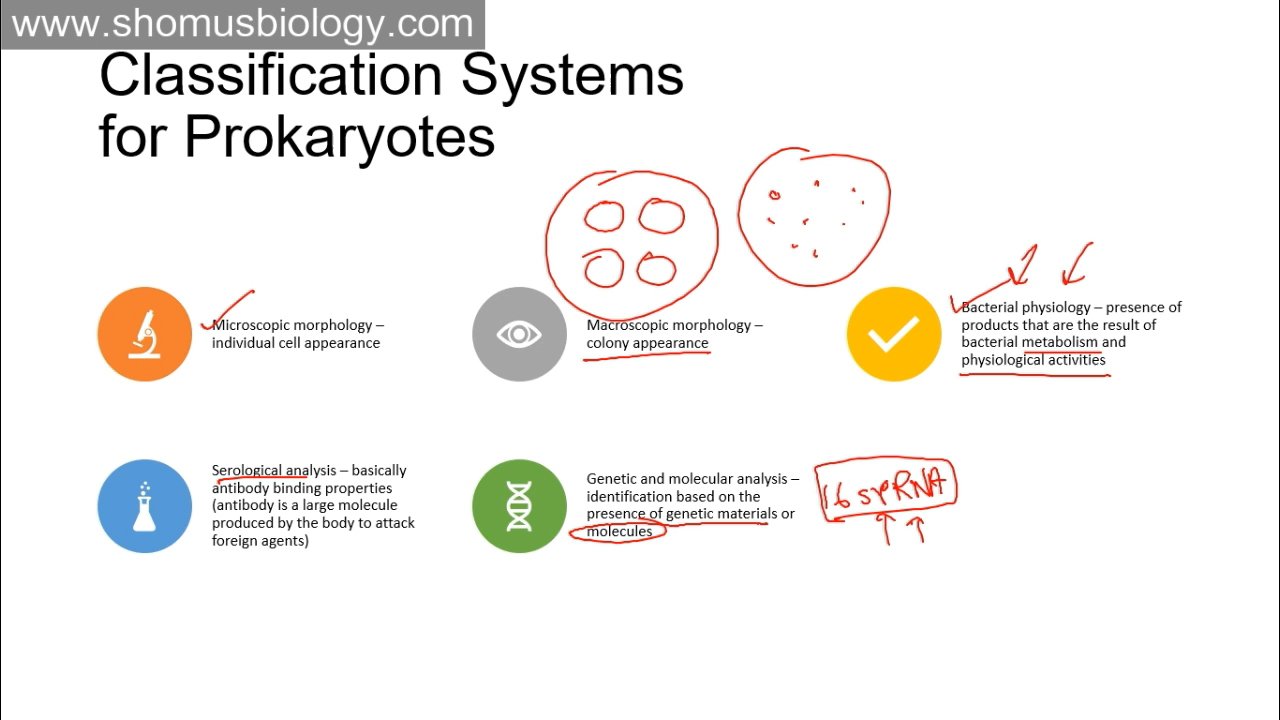 www.shomusbiology.com
Classification Systems
for Prokaryotes
Microscopic morphology –
individual cell appearance
Macroscopic morphology –
colony appearance
Bacterial physiology – presence of
products that are the result of
bacterial metabolism and
physiological activities
Serological analysis – basically
antibody binding properties
(antibody is a large molecule
produced by the body to attack
foreign agents)
Genetic and molecular analysis –
identification based on the
presence of genetic materials or
molecules
16 srRNA